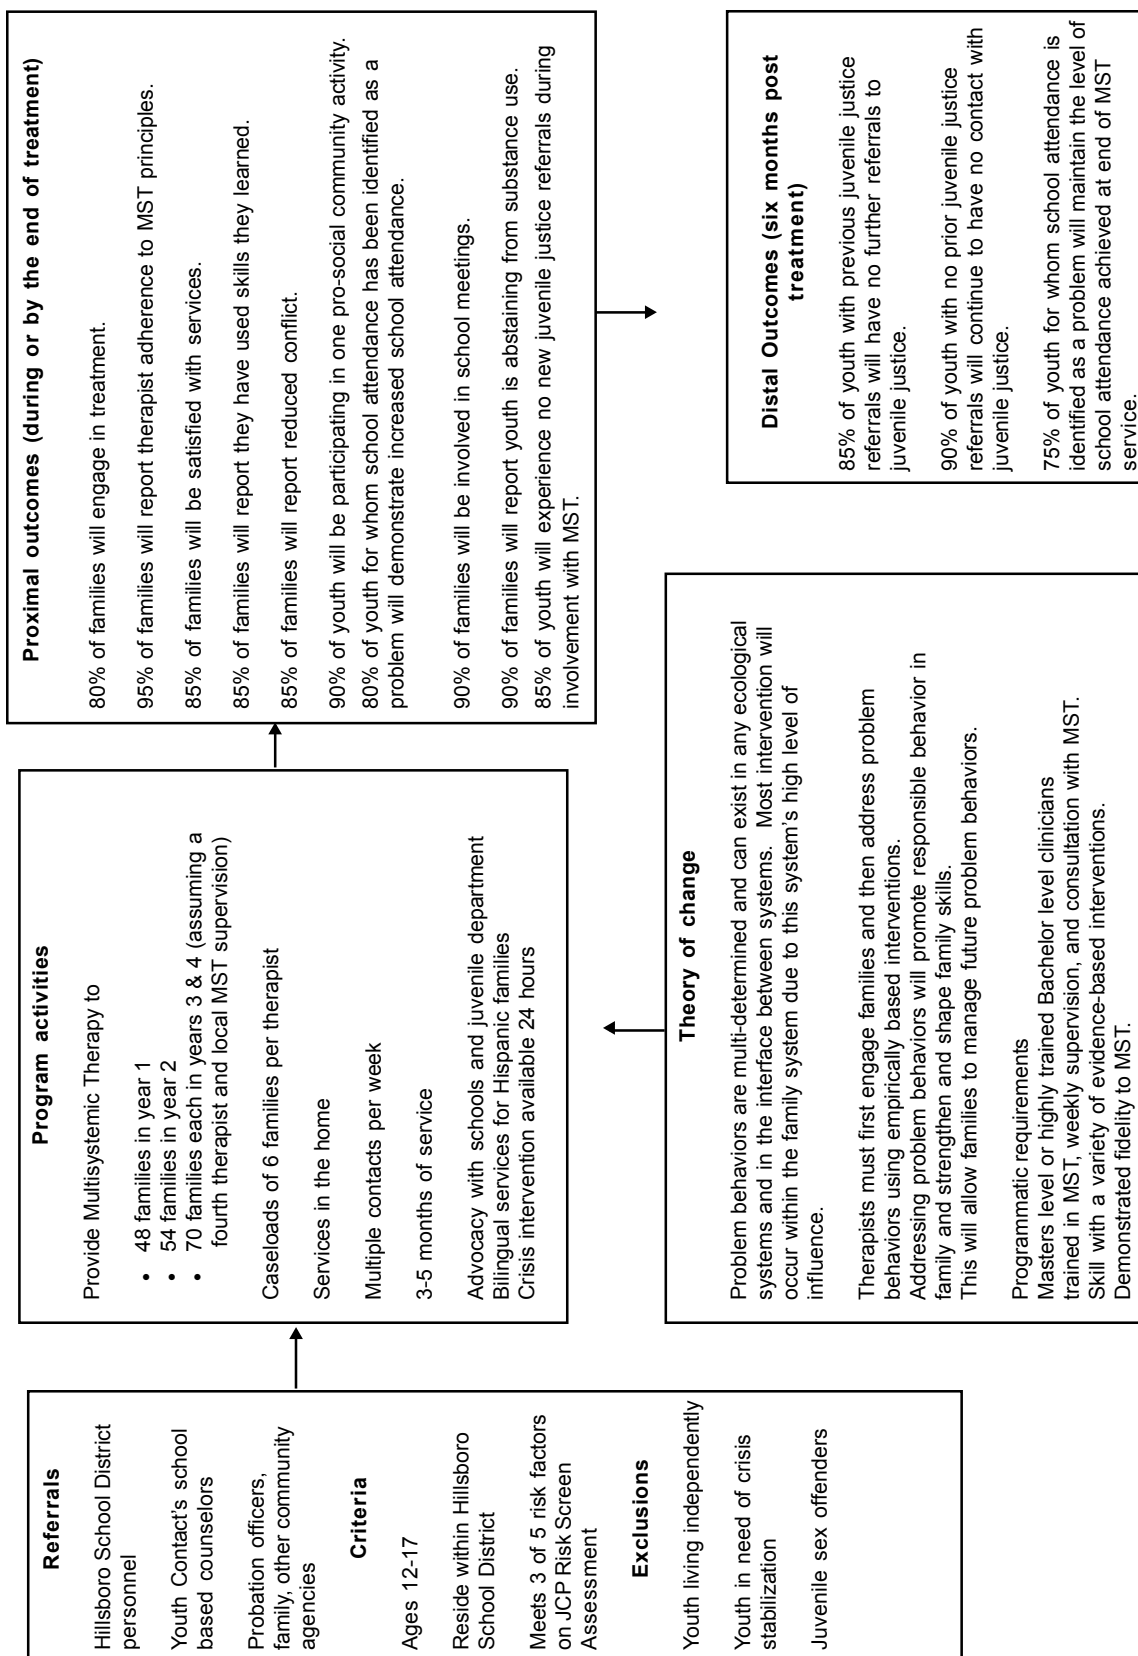 Referrals
Hillsboro School District
personnel
Youth Contact's school
based counselors
Probation officers,
family, other community
agencies
Criteria
Ages 12-17
Reside within Hillsboro
School District
Meets 3 of 5 risk factors
on JCP Risk Screen
Assessment
Exclusions
Youth living independently
Youth in need of crisis
stabilization
Juvenile sex offenders
Program activities
Provide Multisystemic Therapy to
• 48 families in year 1
• 54 families in year 2
• 70 families each in years 3 & 4 (assuming a
fourth therapist and local MST supervision)
Caseloads of 6 families per therapist
Services in the home
Multiple contacts per week
3-5 months of service
Advocacy with schools and juvenile department
Bilingual services for Hispanic families
Crisis intervention available 24 hours
Proximal outcomes (during or by the end of treatment)
80% of families will engage in treatment.
95% of families will report therapist adherence to MST principles.
85% of families will be satisfied with services.
85% of families will report they have used skills they learned.
85% of families will report reduced conflict.
90% of youth will be participating in one pro-social community activity.
80% of youth for whom school attendance has been identified as a
problem will demonstrate increased school attendance.
90% of families will be involved in school meetings.
90% of families will report youth is abstaining from substance use.
85% of youth will experience no new juvenile justice referrals during
involvement with MST.
Theory of change
Problem behaviors are multi-determined and can exist in any ecological
systems and in the interface between systems. Most intervention will
occur within the family system due to this system's high level of
influence.
Therapists must first engage families and then address problem
behaviors using empirically based interventions.
Addressing problem behaviors will promote responsible behavior in
family and strengthen and shape family skills.
This will allow families to manage future problem behaviors.
Programmatic requirements
Masters level or highly trained Bachelor level clinicians
trained in MST, weekly supervision, and consultation with MST.
Skill with a variety of evidence-based interventions.
Demonstrated fidelity to MST.
Distal Outcomes (six months post
treatment)
85% of youth with previous juvenile justice
referrals will have no further referrals to
juvenile justice.
90% of youth with no prior juvenile justice
referrals will continue to have no contact with
juvenile justice.
75% of youth for whom school attendance is
identified as a problem will maintain the level of
school attendance achieved at end of MST
service.